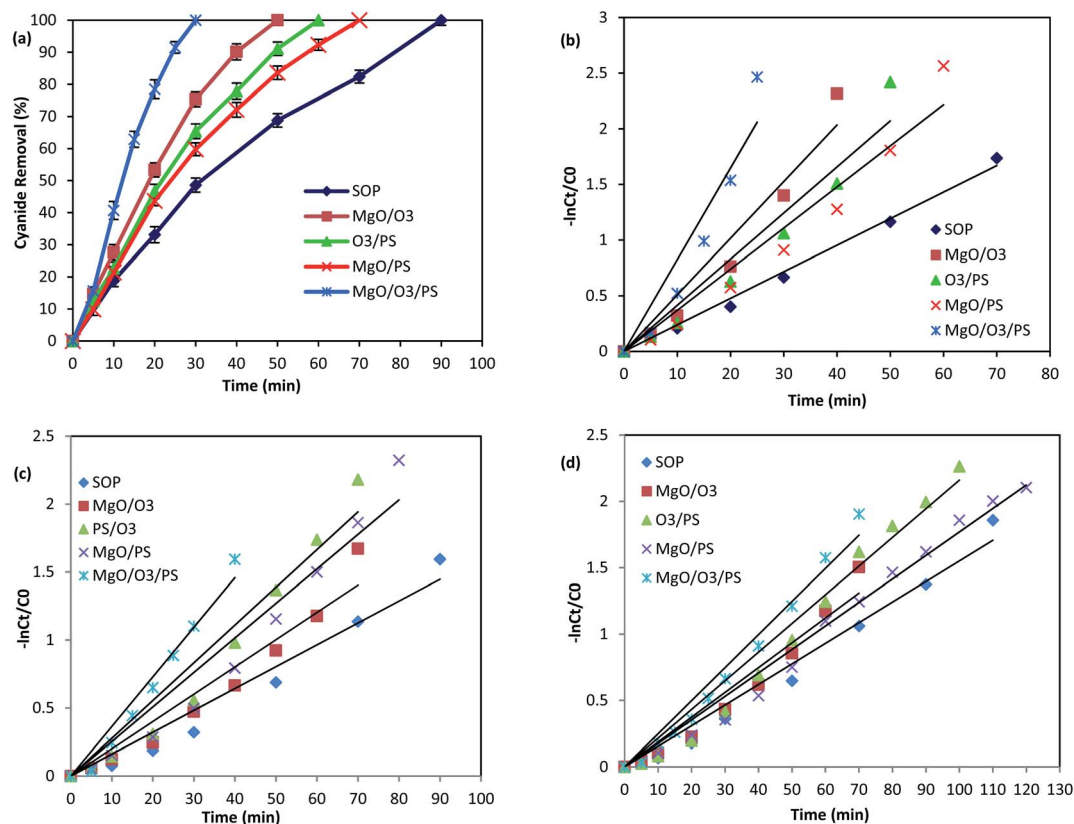 (a)
Cyanide Removal (%)
100
90
80
70
60
50
40
30
20
10
0
SOP
MgO/O3
O3/PS
MgO/PS
MgO/O3/PS
0 10 20 30 40 50 60 70 80 90 100
Time (min)
(b)
-lnCt/C0
-3
2.5
2-
1.5
1-
0.5
0
SOP
MgO/O3
O3/PS
MgO/PS
MgO/O3/PS
0 10 20 30 40 50 60 70 80
Time (min)
(c)
-lnCt/C0
2.5
2
1.5
1
0.5
0
SOP
MgO/O3
PS/O3
MgO/PS
MgO/O3/PS
0 10 20 30 40 50 60 70 80 90 100
Time (min)
(d)
-lnCt/C0
2.5
2
1.5
1
0.5
0
SOP
MgO/O3
O3/PS
MgO/PS
MgO/O3/PS
0 10 20 30 40 50 60 70 80 90 100 110 120 130
Time (min)